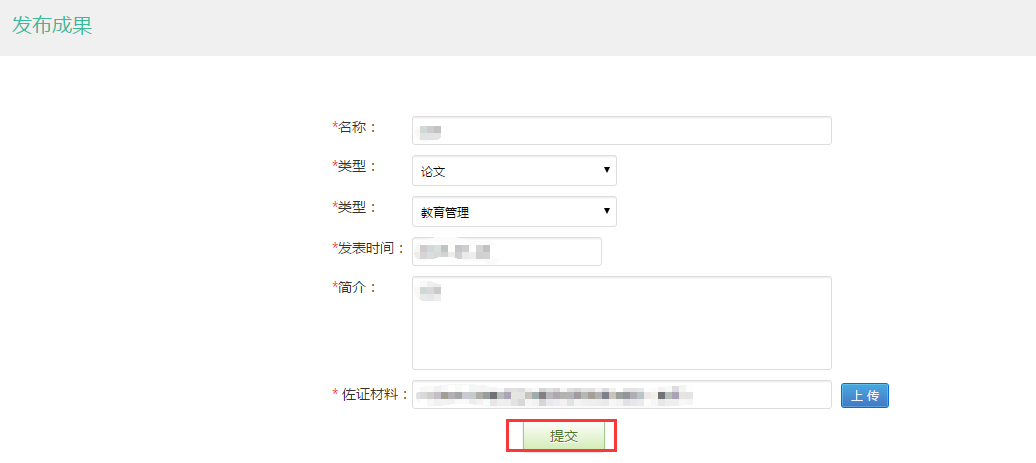 发布成果
*名称：
*类型： 论文
*类型： 教育管理
*发表时间：
*简介：
* 佐证材料： 上 传
提交